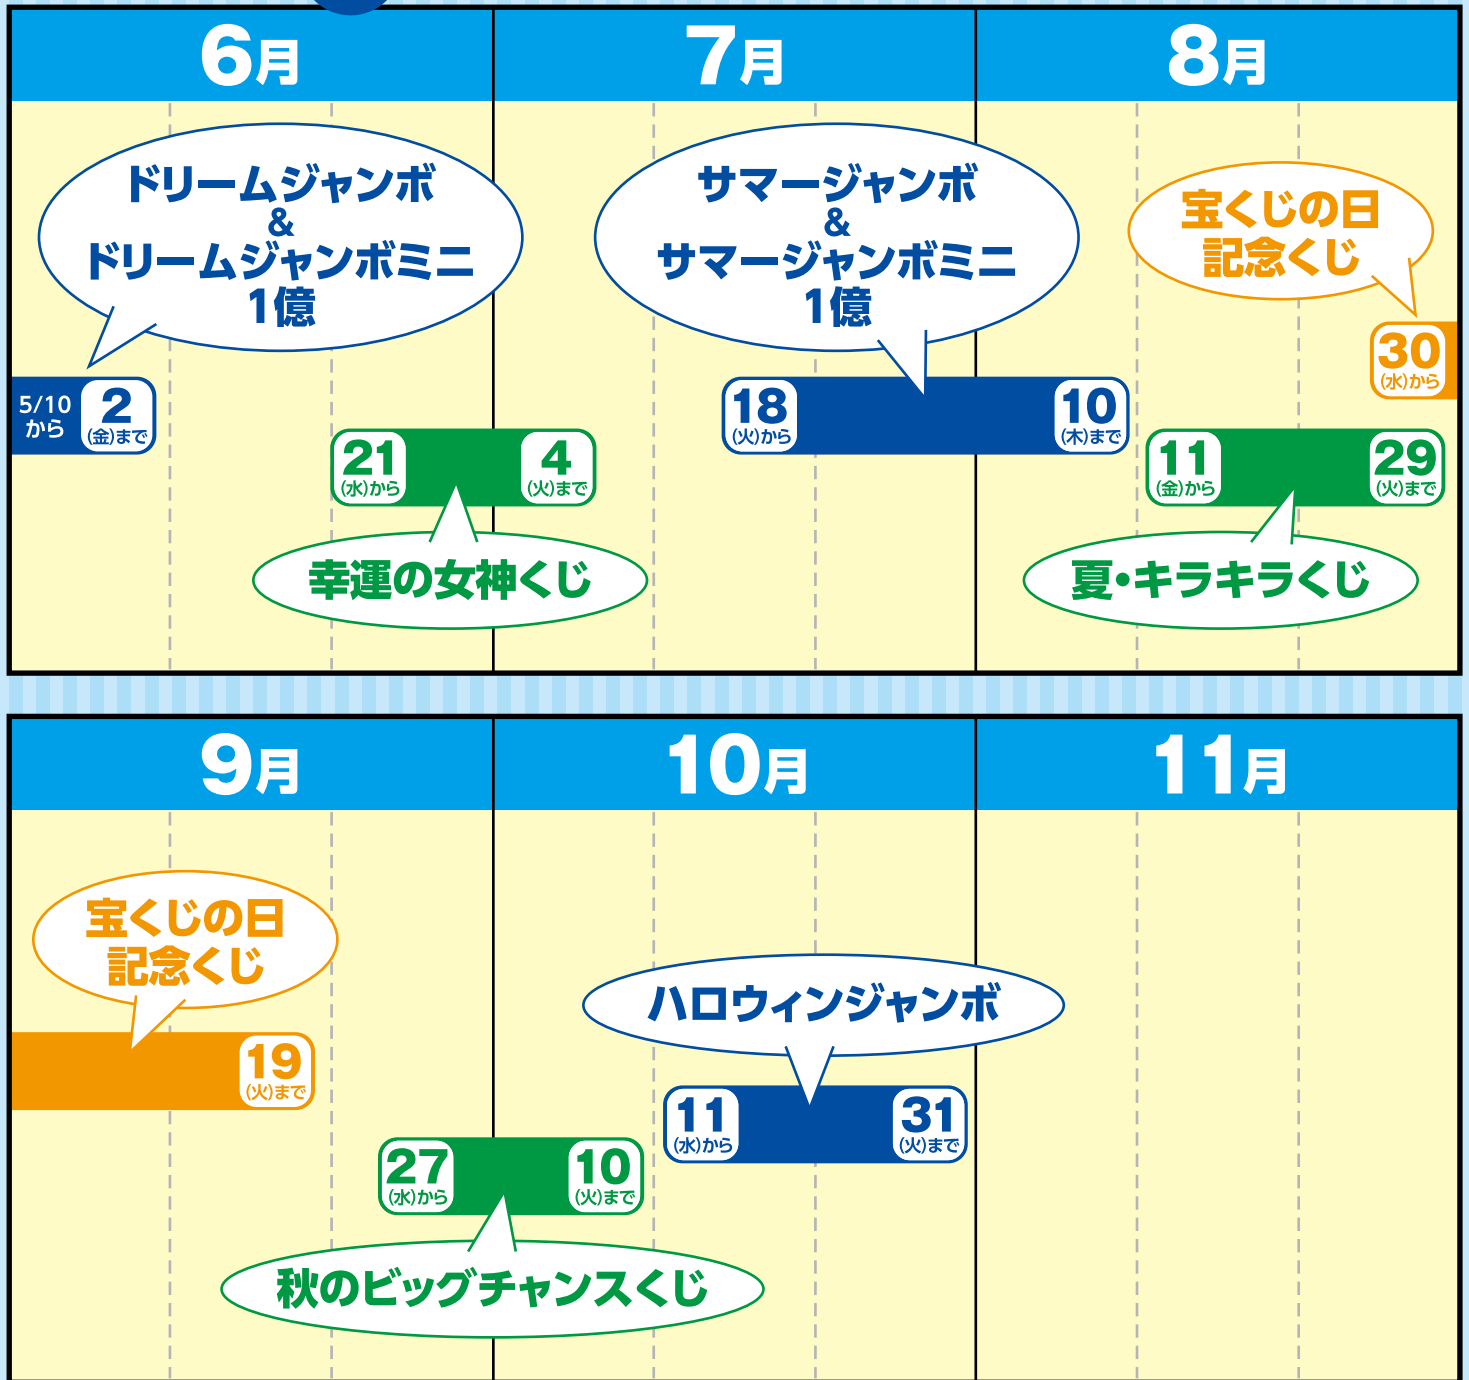 6月
7月
8月
ドリームジャンボ
&
ドリームジャンボミニ
1億
サマージャンボ
&
サマージャンボミニ
1億
宝くじの日
記念くじ
30
(水)から
5/10
から
2
(金)まで
18
(火)から
10
(木)まで
21
(水)から
4
(火)まで
11
(金)から
29
(火)まで
幸運の女神くじ
夏・キラキラくじ
9月
10月
11月
宝くじの日
記念くじ
ハロウィンジャンボ
19
(火)まで
11
(水)から
31
(火)まで
27
(水)から
10
(火)まで
秋のビッグチャンスくじ